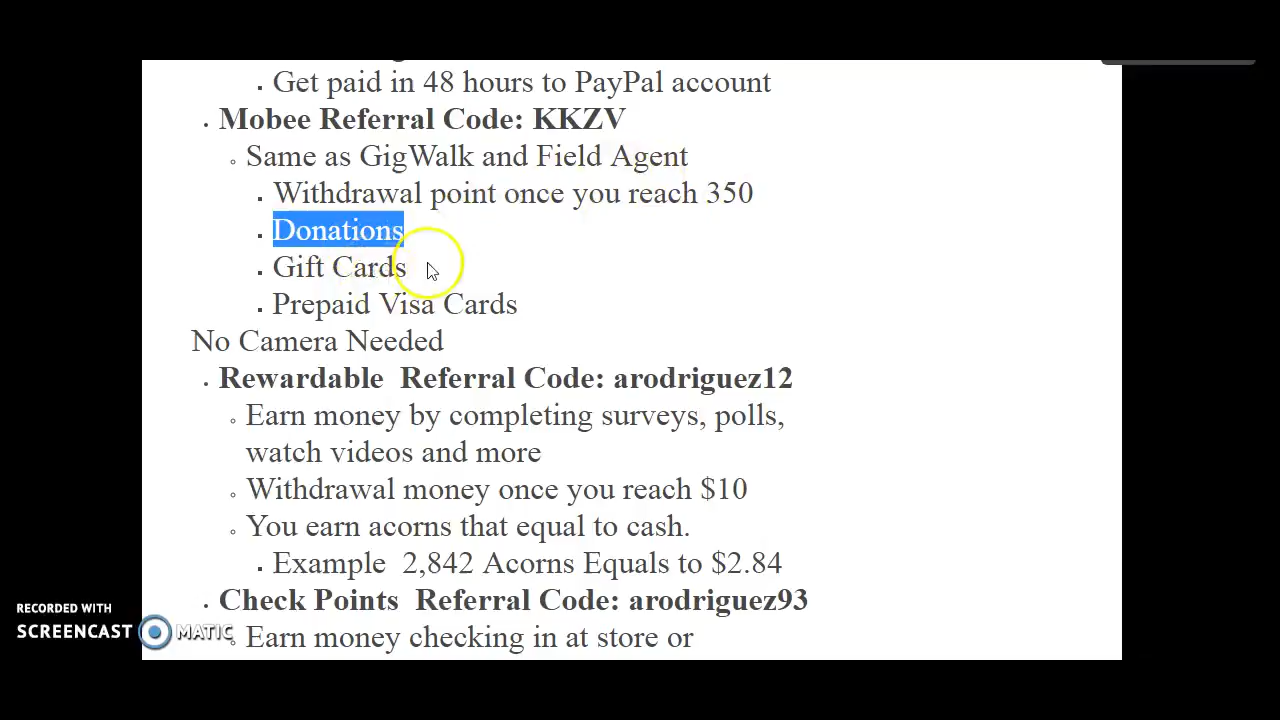 Get paid in 48 hours to PayPal account
Mobee Referral Code: KKZV
Same as GigWalk and Field Agent
Withdrawal point once you reach 350
Donations
Gift Cards
Prepaid Visa Cards
No Camera Needed
Rewardable Referral Code: arodriguez12
Earn money by completing surveys, polls,
watch videos and more
Withdrawal money once you reach $10
You earn acorns that equal to cash.
Example 2,842 Acorns Equals to $2.84
Check Points Referral Code: arodriguez93
Earn money checking in at store or
RECORDED WITH
SCREENCAST MATIC